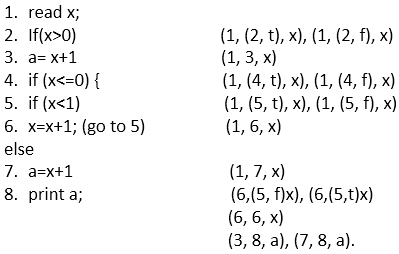 1. read x;
2. If(x>0) (1, (2, t), x), (1, (2, f), x)
3. a= x+1 (1, 3, x)
4. if (x<=0) { (1, (4, t), x), (1, (4, f), x)
5. if (x<1) (1, (5, t), x), (1, (5, f), x)
6. x=x+1; (go to 5) (1, 6, x)
else
7. a=x+1 (1, 7, x)
8. print a; (6,(5, f)x), (6,(5,t)x)
(6, 6, x)
(3, 8, a), (7, 8, a).